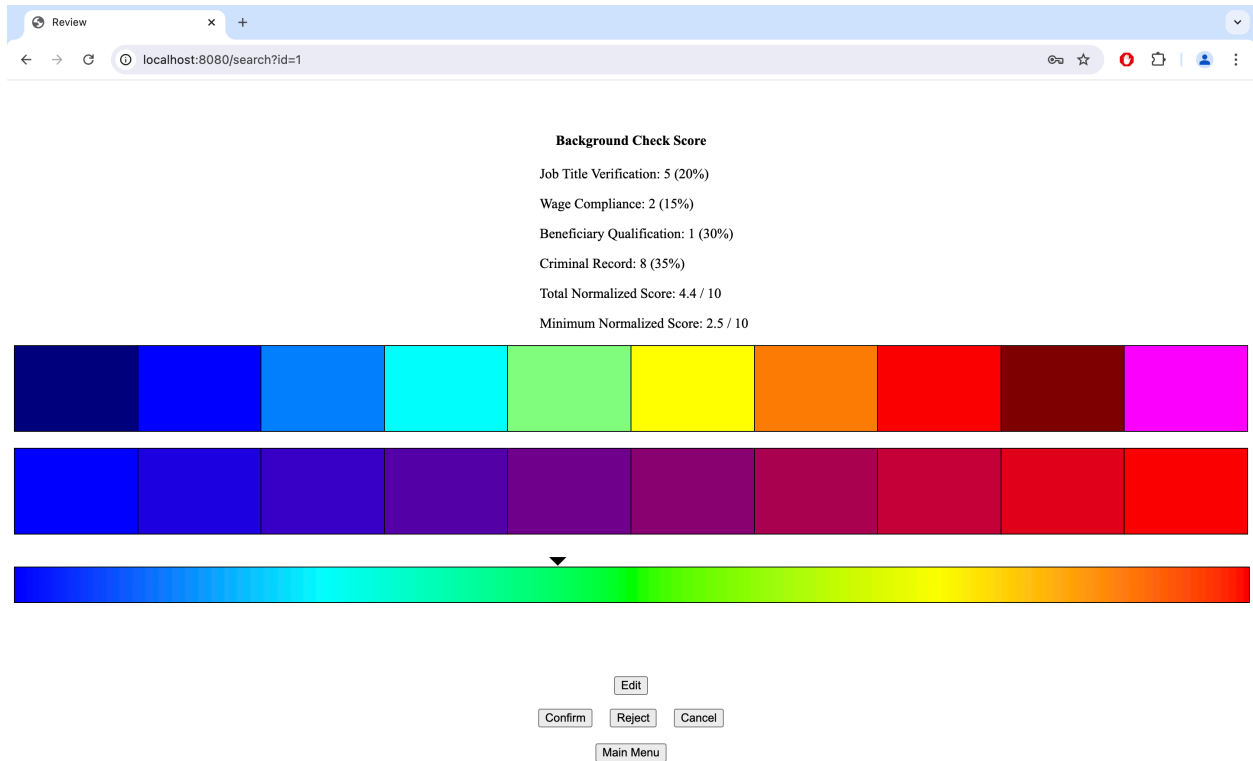 Review
localhost:8080/search?id=1
Background Check Score
Job Title Verification: 5 (20%)
Wage Compliance: 2 (15%)
Beneficiary Qualification: 1 (30%)
Criminal Record: 8 (35%)
Total Normalized Score: 4.4 / 10
Minimum Normalized Score: 2.5 / 10
Edit
Confirm Reject Cancel
Main Menu